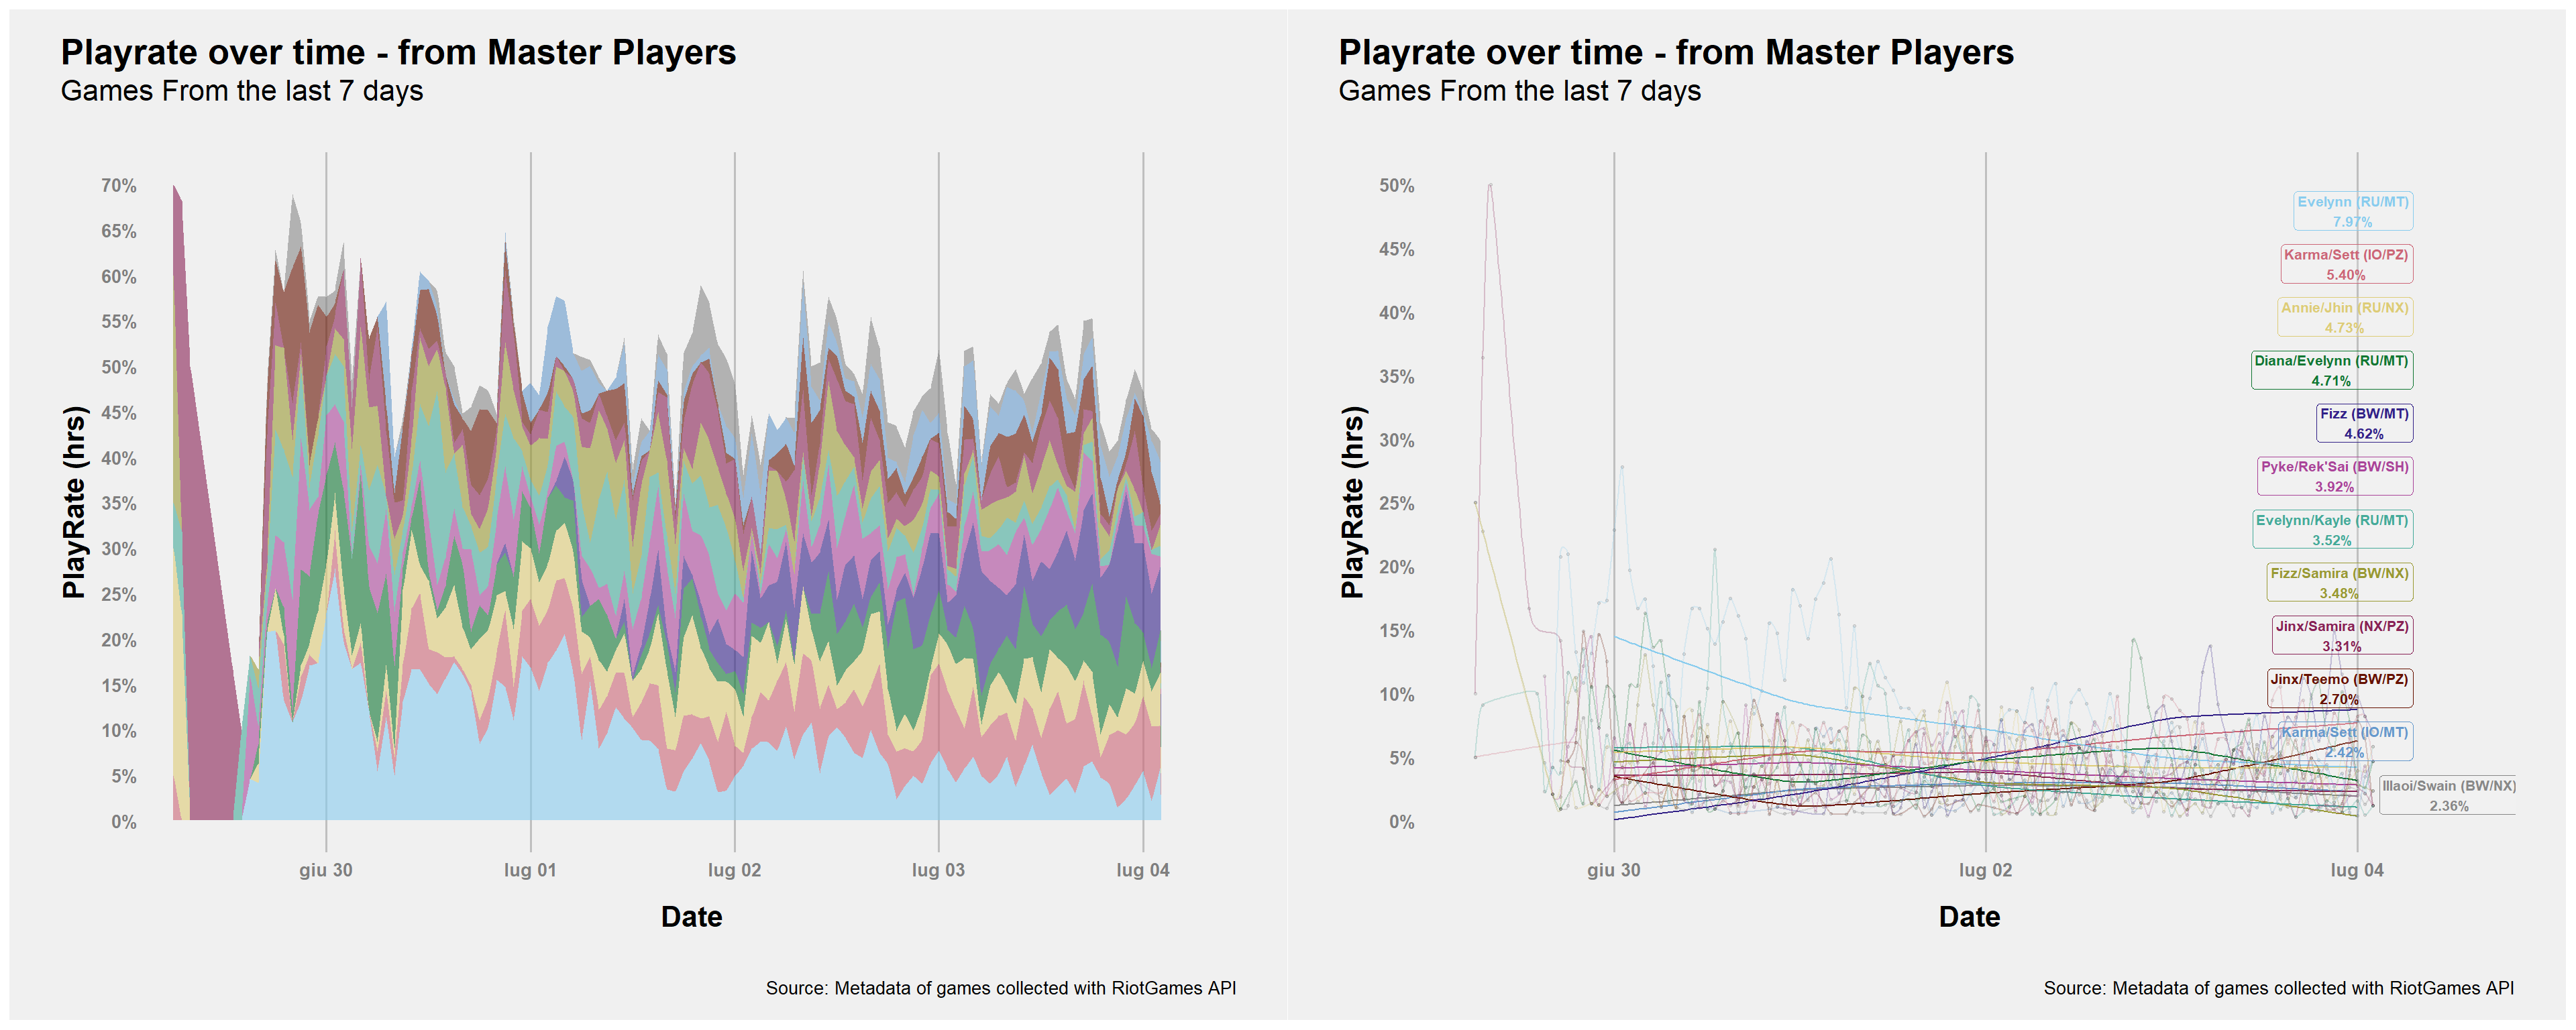 Playrate over time - from Master Players
Games From the last 7 days
PlayRate (hrs)
70%
65%
60%
55%
50%
45%
40%
35%
30%
25%
20%
15%
10%
5%
0%
giu 30
lug 01
lug 02
lug 03
lug 04
Date
Source: Metadata of games collected with RiotGames API
Playrate over time - from Master Players
Games From the last 7 days
PlayRate (hrs)
50%
45%
40%
35%
30%
25%
20%
15%
10%
5%
0%
Evelynn (RU/MT)
7.97%
Karma/Sett (IO/PZ)
5.40%
Annie/Jhin (RU/NX)
4.73%
Diana/Evelynn (RU/MT)
4.71%
Fizz (BW/MT)
4.62%
Pyke/Rek'Sai (BW/SH)
3.92%
Evelynn/Kayle (RU/MT)
3.52%
Fizz/Samira (BW/NX)
3.48%
Jinx/Samira (NX/PZ)
3.31%
Jinx/Teemo (BW/PZ)
2.70%
Karma/Sett (IO/MT)
2.42%
Illaoi/Swain (BW/NX)
2.36%
giu 30
lug 02
lug 04
Date
Source: Metadata of games collected with RiotGames API